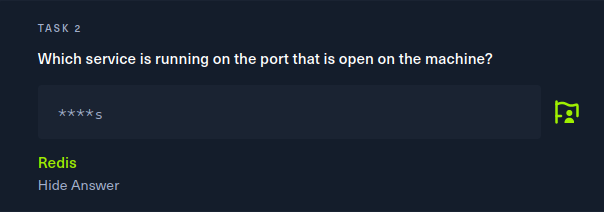 TASK 2
Which service is running on the port that is open on the machine?
****s
Redis
Hide Answer